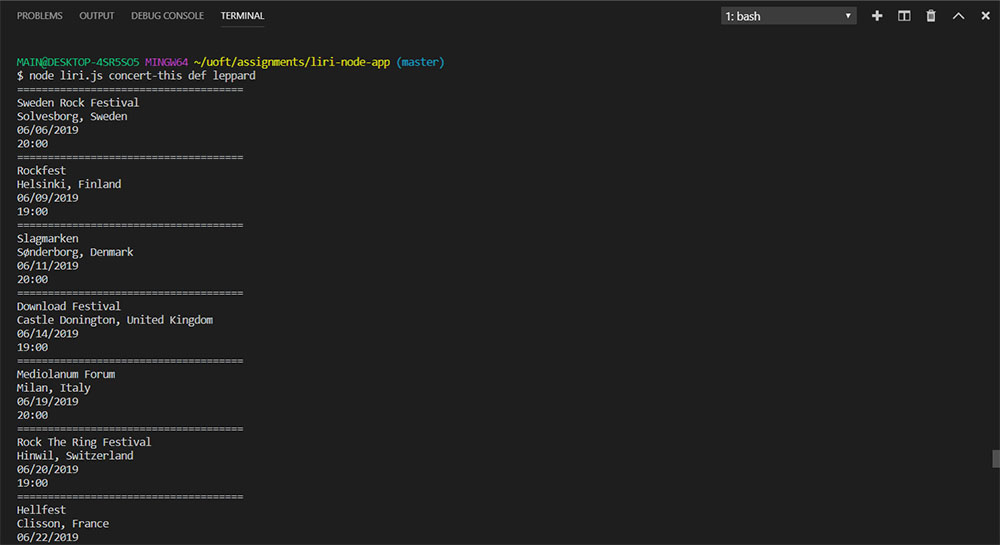 PROBLEMS OUTPUT DEBUG CONSOLE TERMINAL 1: bash
MAIN@DESKTOP-4SR5SO5 MINGW64 ~/uoft/assignments/liri-node-app (master)
$ node liri.js concert-this def leppard
=====================================
Sweden Rock Festival
Solvesborg, Sweden
06/06/2019
20:00
=====================================
Rockfest
Helsinki, Finland
06/09/2019
19:00
=====================================
Slagmarken
Sønderborg, Denmark
06/11/2019
20:00
=====================================
Download Festival
Castle Donington, United Kingdom
06/14/2019
19:00
=====================================
Mediolanum Forum
Milan, Italy
06/19/2019
20:00
=====================================
Rock The Ring Festival
Hinwil, Switzerland
06/20/2019
19:00
=====================================
Hellfest
Clisson, France
06/22/2019